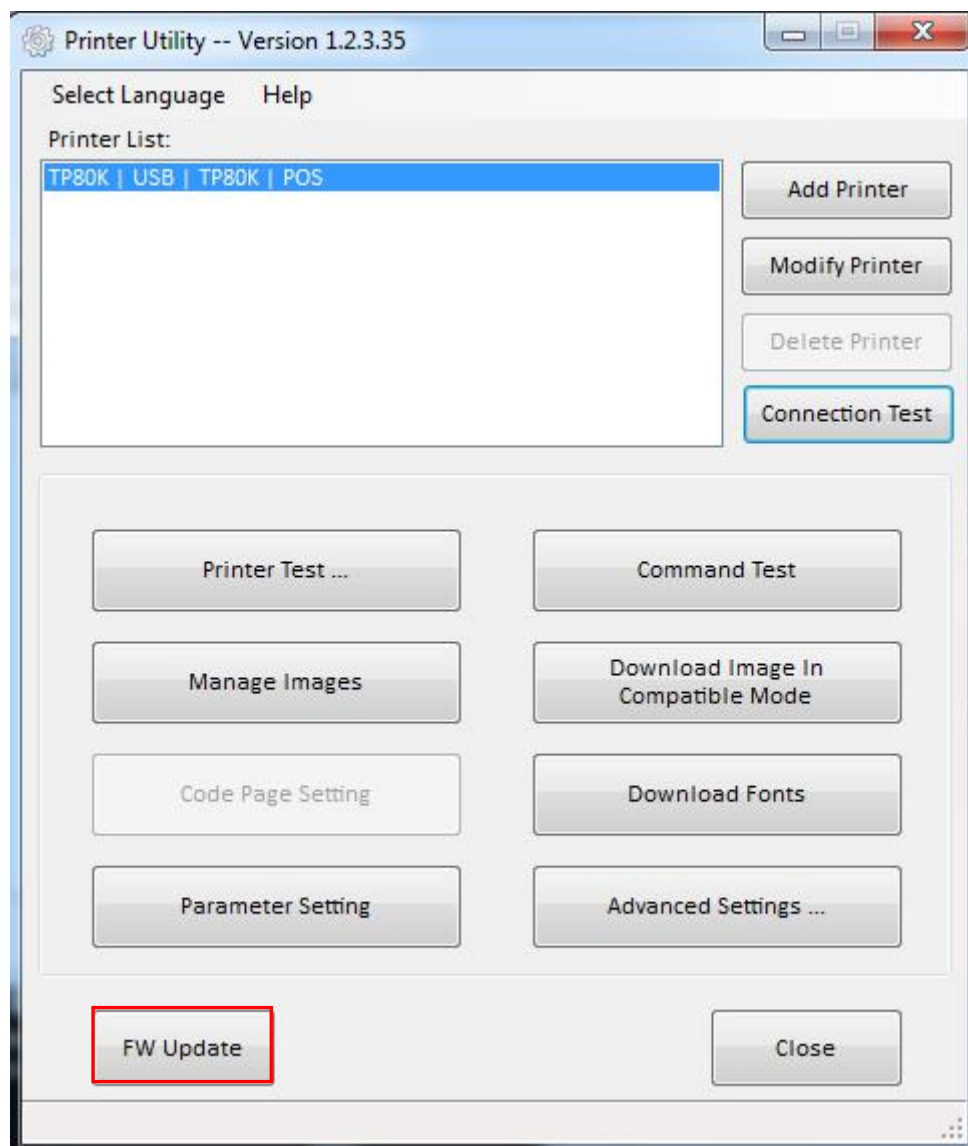 Printer Utility -- Version 1.2.3.35
Select Language Help
Printer List:
TP80K | USB | TP80K | POS
Add Printer
Modify Printer
Delete Printer
Connection Test
Printer Test ...
Command Test
Manage Images
Download Image In
Compatible Mode
Code Page Setting
Download Fonts
Parameter Setting
Advanced Settings ...
FW Update
Close